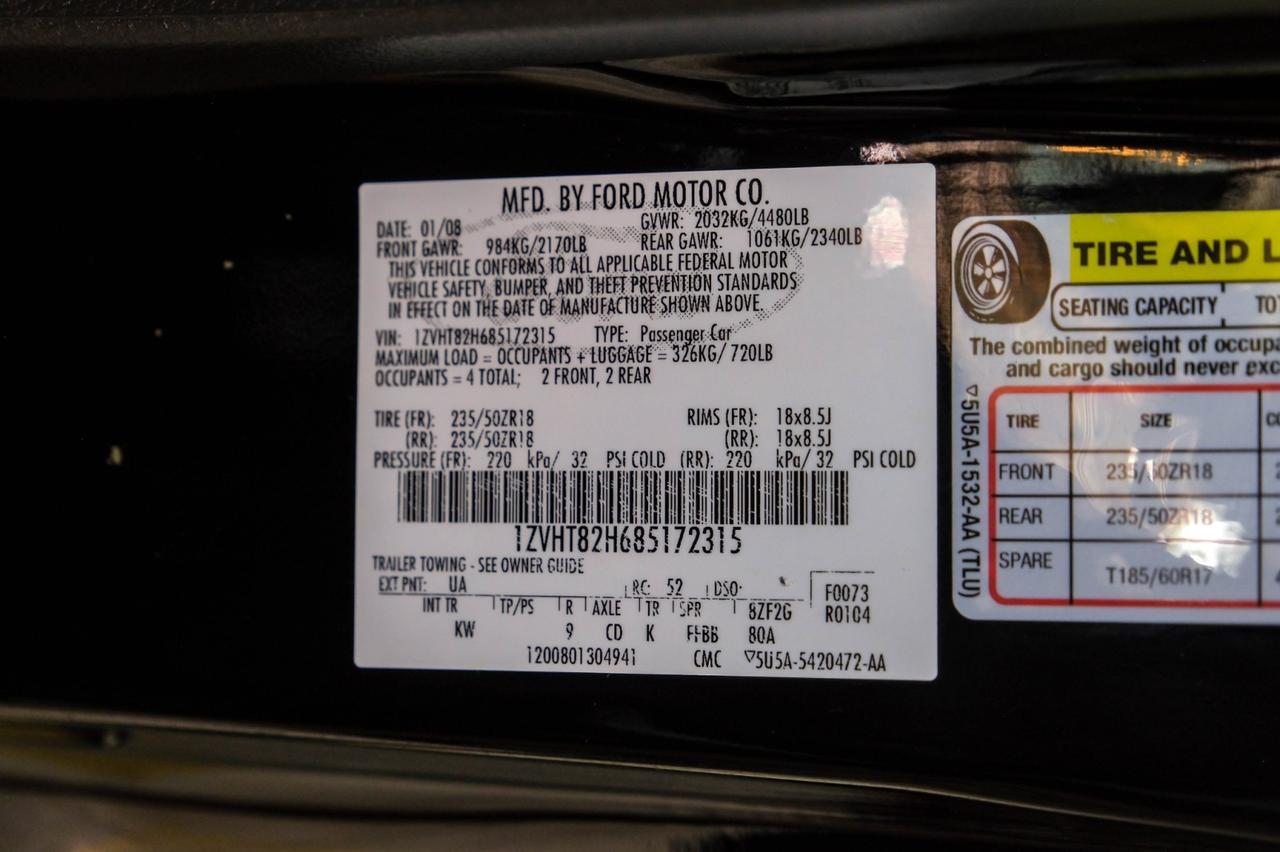 MFD. BY FORD MOTOR CO.
DATE: 01/08 GVWR: 2032KG/4480LB
FRONT GAWR: 984KG/2170LB REAR GAWR: 1061KG/2340LB
THIS VEHICLE CONFORMS TO ALL APPLICABLE FEDERAL MOTOR
VEHICLE SAFETY, BUMPER, AND THEFT PREVENTION STANDARDS
IN EFFECT ON THE DATE OF MANUFACTURE SHOWN ABOVE.
VIN: 1ZVHT82H685172315 TYPE: Passenger Car
MAXIMUM LOAD = OCCUPANTS + LUGGAGE = 326KG/720LB
OCCUPANTS = 4 TOTAL; 2 FRONT, 2 REAR
TIRE (FR): 235/50ZR18 RIMS (FR): 18x8.5J
(RR): 235/50ZR18 (RR): 18x8.5J
PRESSURE (FR): 220 kPa/ 32 PSI COLD (RR): 220 kPa/ 32 PSI COLD
1ZVHT82H685172315
TRAILER TOWING - SEE OWNER GUIDE
EXT PNT: UA RC: 52 DSO: F0073
INT TR TP/PS R AXLE TR SPR 8ZF2G R0104
KW 9 CD K FFBB 80A
1200801304941 CMC ▽5U5A-5420472-AA
TIRE AND L
SEATING CAPACITY TO
The combined weight of occupa
and cargo should never exc
TIRE SIZE
FRONT 235/50ZR18
REAR 235/50ZR18
SPARE T185/60R17
▽5U5A-1532-AA (TLU)